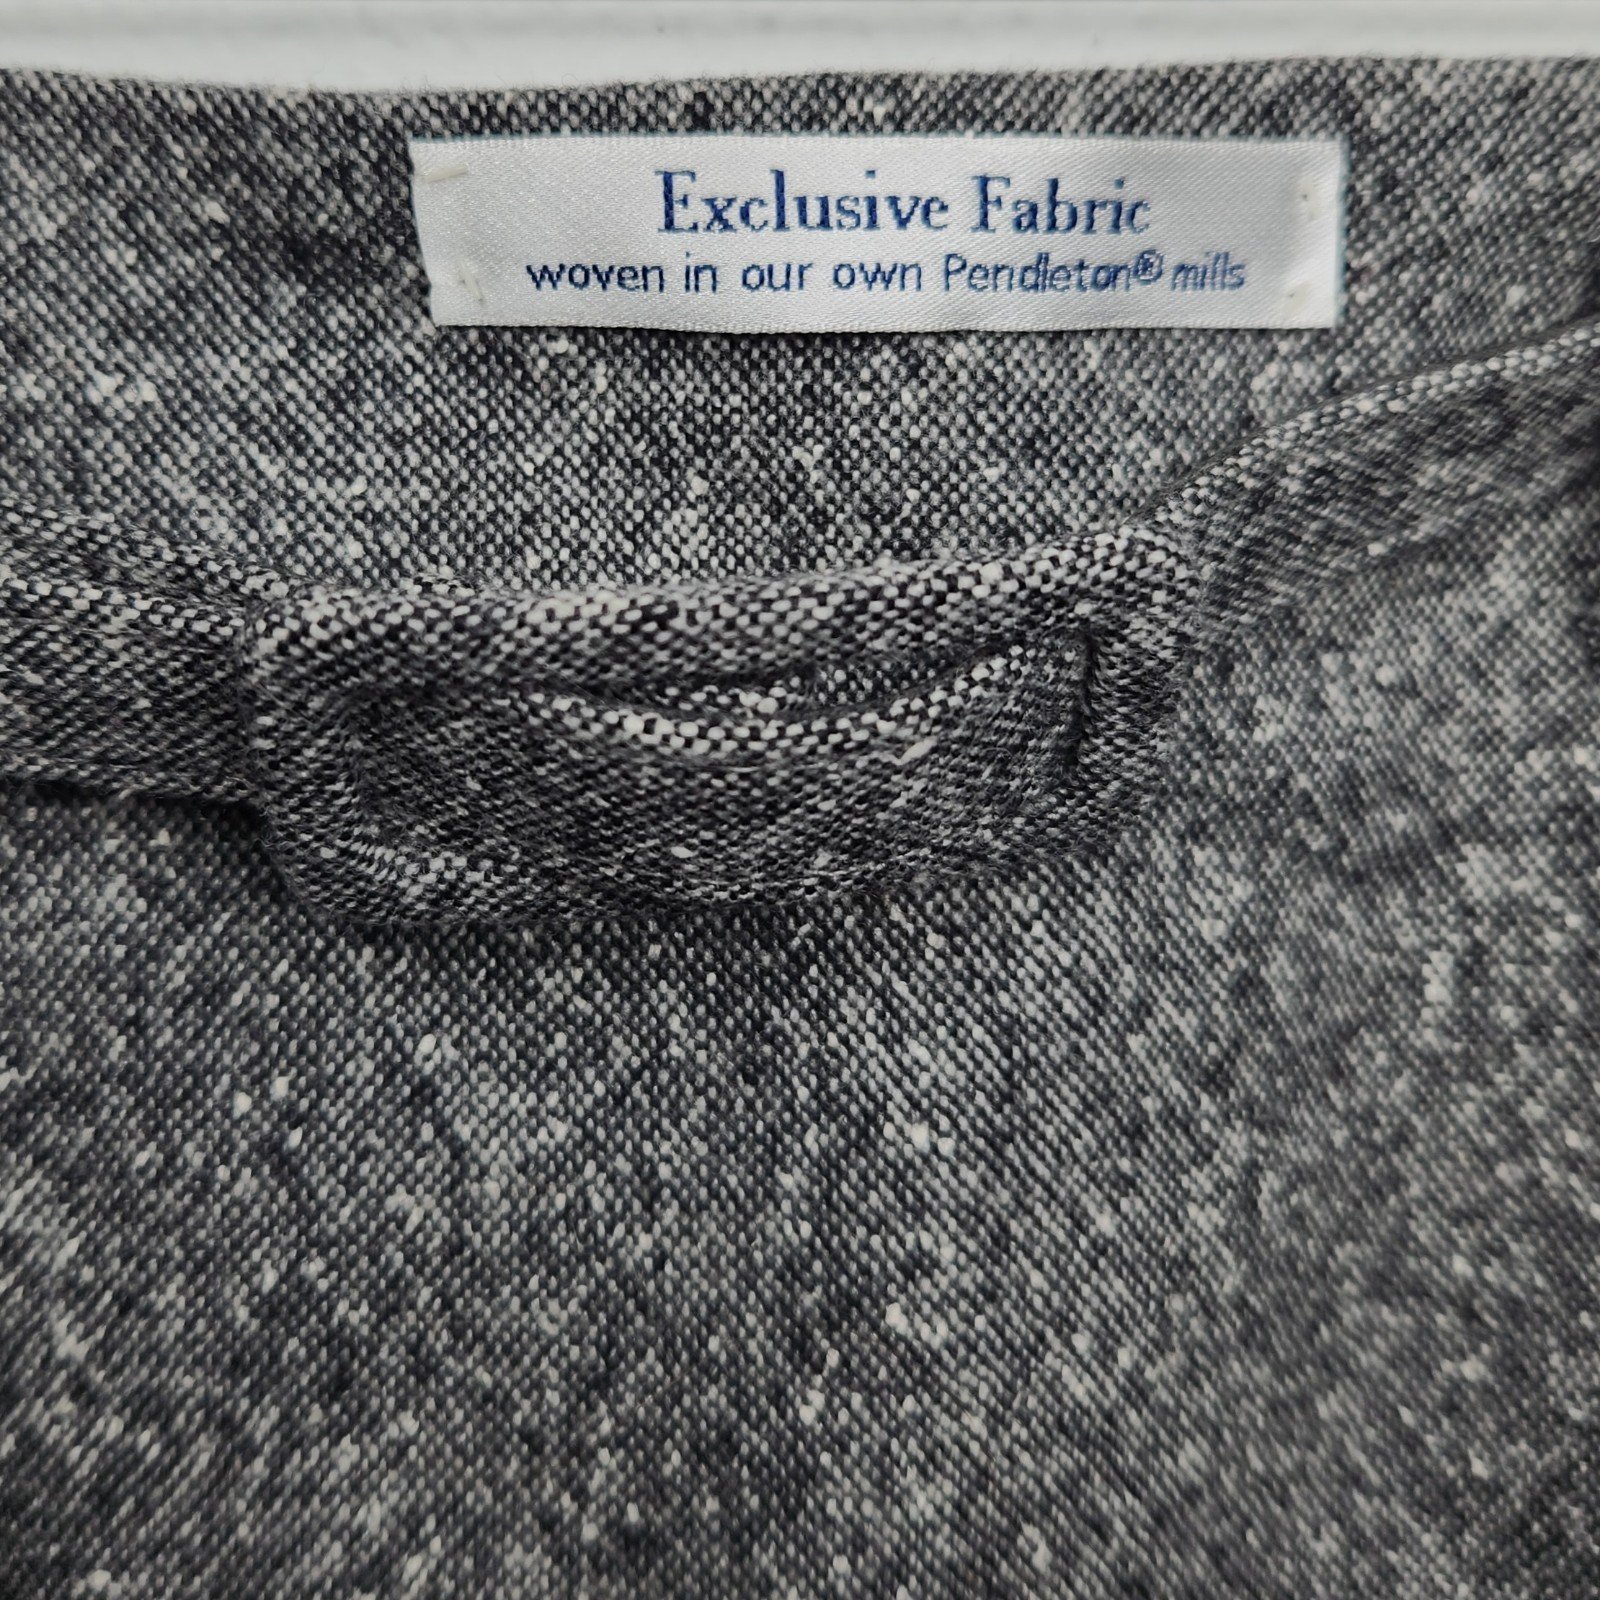 Exclusive Fabric
woven in our own Pendleton® mills